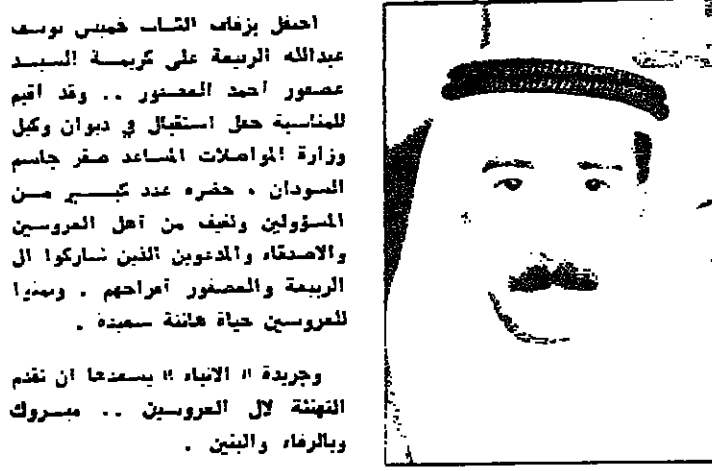 احتفل بزفاف الشاب خميس يوسف
عبدالله الربيعة على كريمة السيد
عصفور احمد العصفور .. وقد اقيم
للمناسبة حفل استقبال في ديوان وكيل
وزارة المواصلات المساعد صقر جاسم
السودان ، حضره عدد كبير من
المسؤولين ولفيف من اهل العروسين
والاصدقاء والمدعوين الذين شاركوا ال
الربيعة والعصفور أفراحهم . وتمنوا
للعروسين حياة هانئة سعيدة .
وجريدة « الانباء » يسعدها ان تقدم
التهنئة لال العروسين .. مبروك
وبالرفاء والبنين .